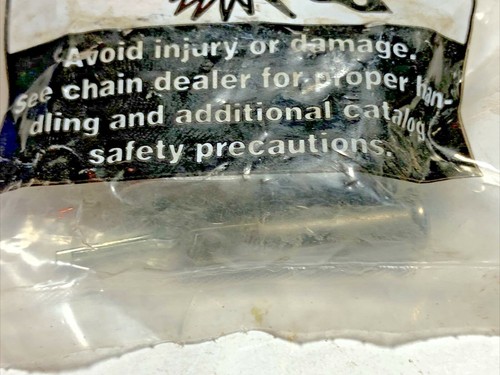 Avoid injury or damage.
See chain dealer for proper han-
dling and additional catalog
safety precautions.